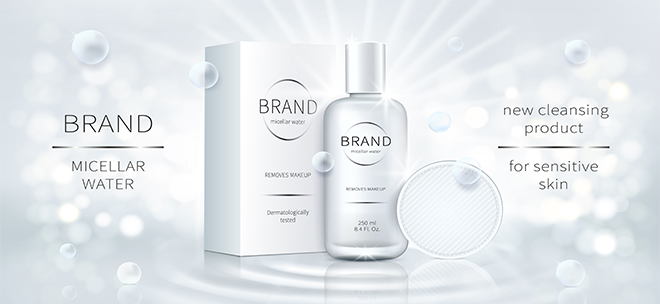 BRAND
MICELLAR
WATER
BRAND
micellar water
REMOVES MAKEUP
Dermatologically
tested
BRAND
micellar water
REMOVES MAKEUP
250 ml
8.4 Fl. Oz.
new cleansing
product
for sensitive
skin